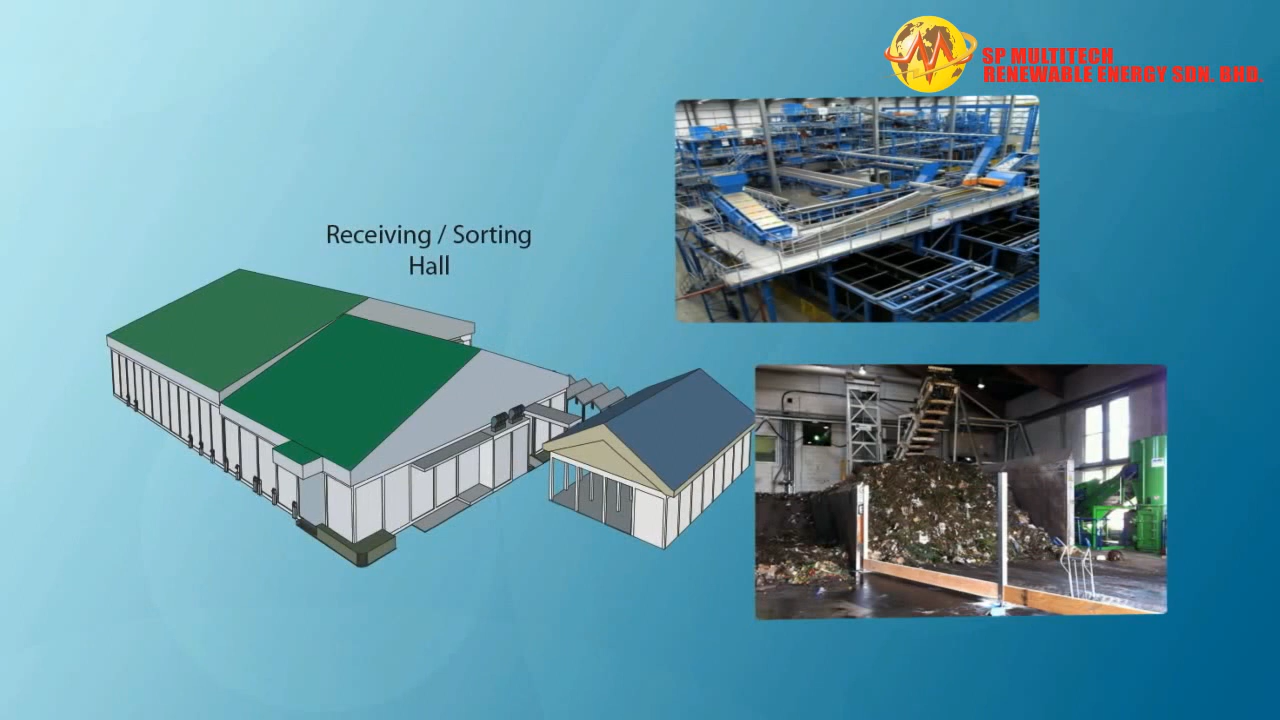 SP MULTITECH
RENEWABLE ENERGY SDN. BHD.
Receiving / Sorting
Hall